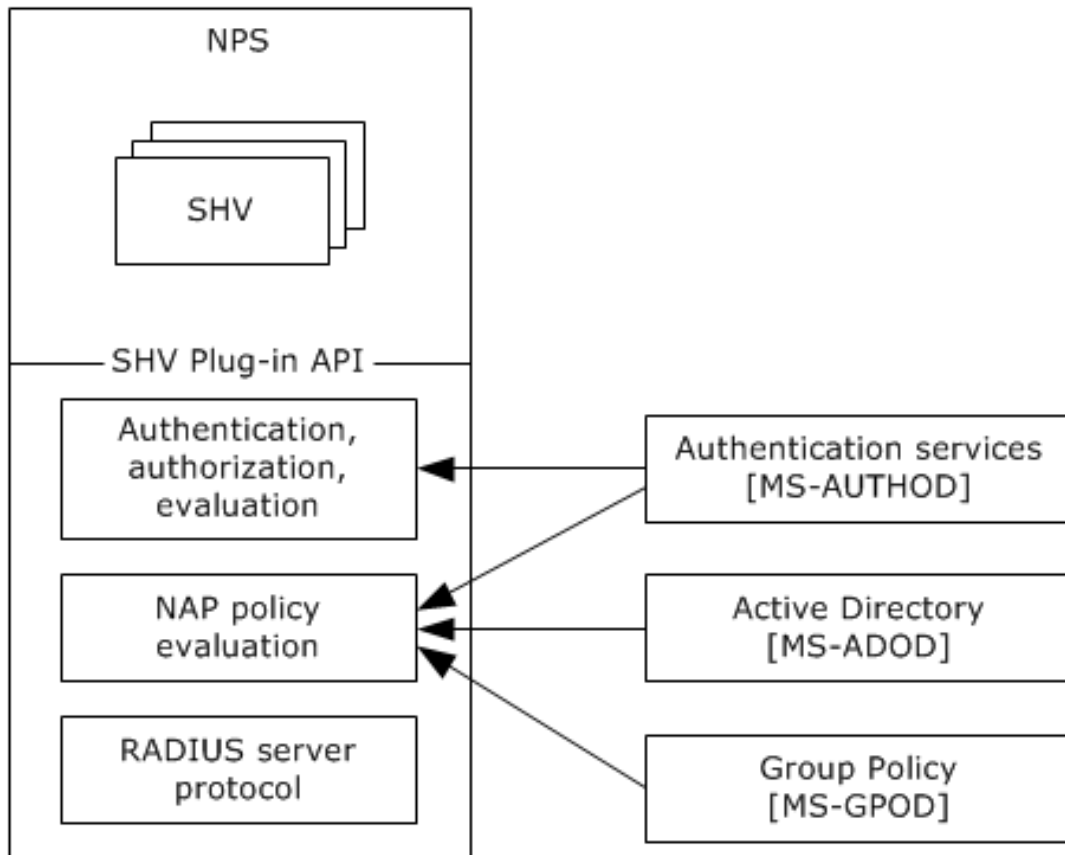 NPS
SHV
SHV Plug-in API
Authentication,
authorization,
evaluation
NAP policy
evaluation
RADIUS server
protocol
Authentication services
[MS-AUTHOD]
Active Directory
[MS-ADOD]
Group Policy
[MS-GPOD]